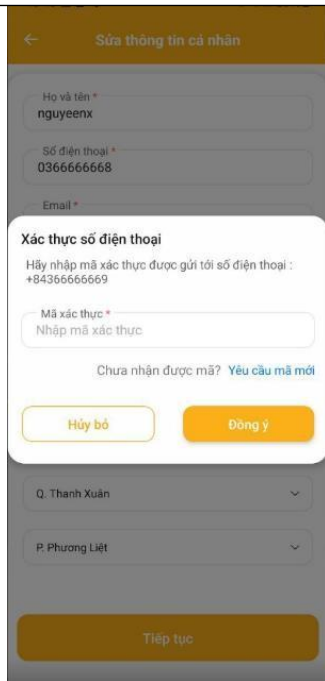 Sửa thông tin cá nhân
Họ và tên *
nguyeenx
Số điện thoại *
0366666668
Email *
Xác thực số điện thoại
Hãy nhập mã xác thực được gửi tới số điện thoại :
+84366666669
Mã xác thực *
Nhập mã xác thực
Chưa nhận được mã? Yêu cầu mã mới
Hủy bỏ
Đồng ý
Q. Thanh Xuân
P. Phương Liệt
Tiếp tục